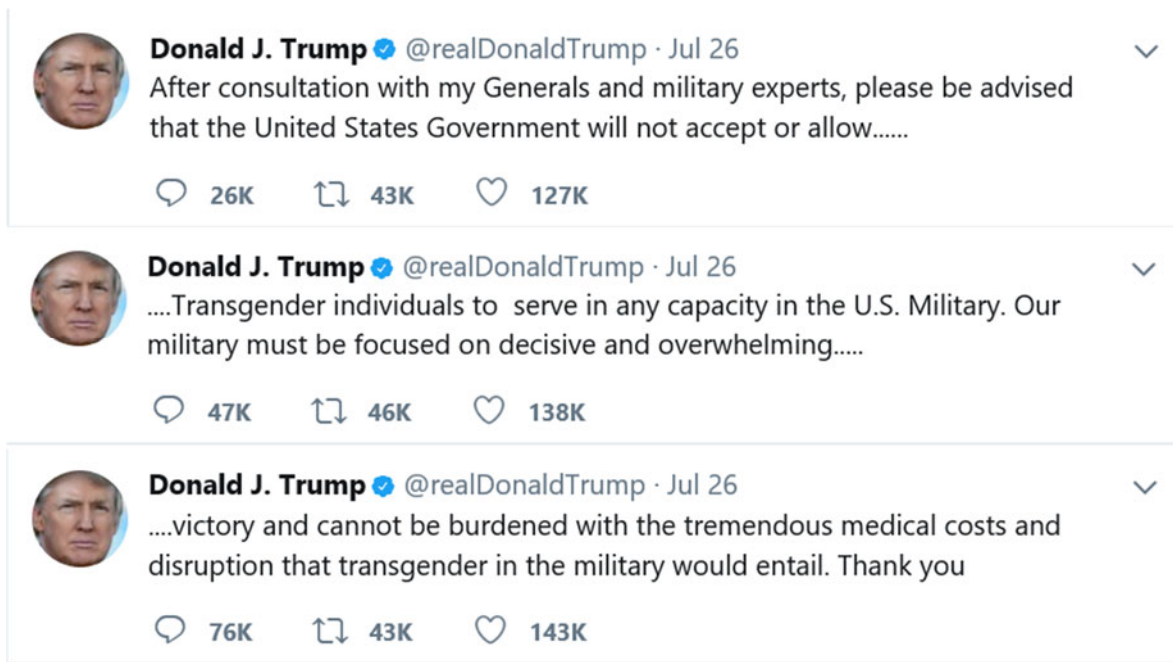 Donald J. Trump @realDonaldTrump · Jul 26
After consultation with my Generals and military experts, please be advised
that the United States Government will not accept or allow......
26K 43K 127K
Donald J. Trump @realDonaldTrump · Jul 26
....Transgender individuals to  serve in any capacity in the U.S. Military. Our
military must be focused on decisive and overwhelming.....
47K 46K 138K
Donald J. Trump @realDonaldTrump · Jul 26
....victory and cannot be burdened with the tremendous medical costs and
disruption that transgender in the military would entail. Thank you
76K 43K 143K